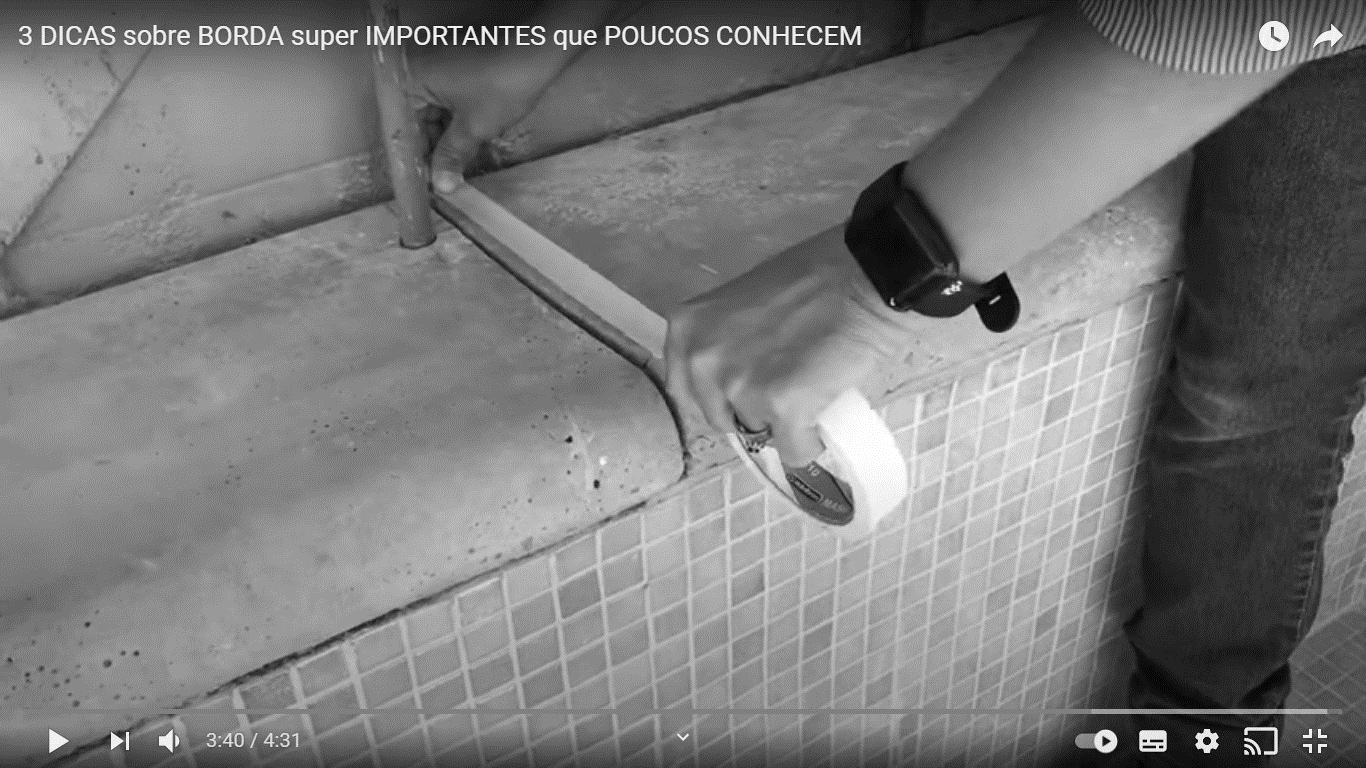 3 DICAS sobre BORDA super IMPORTANTES que POUCOS CONHECEM
3:40 / 4:31